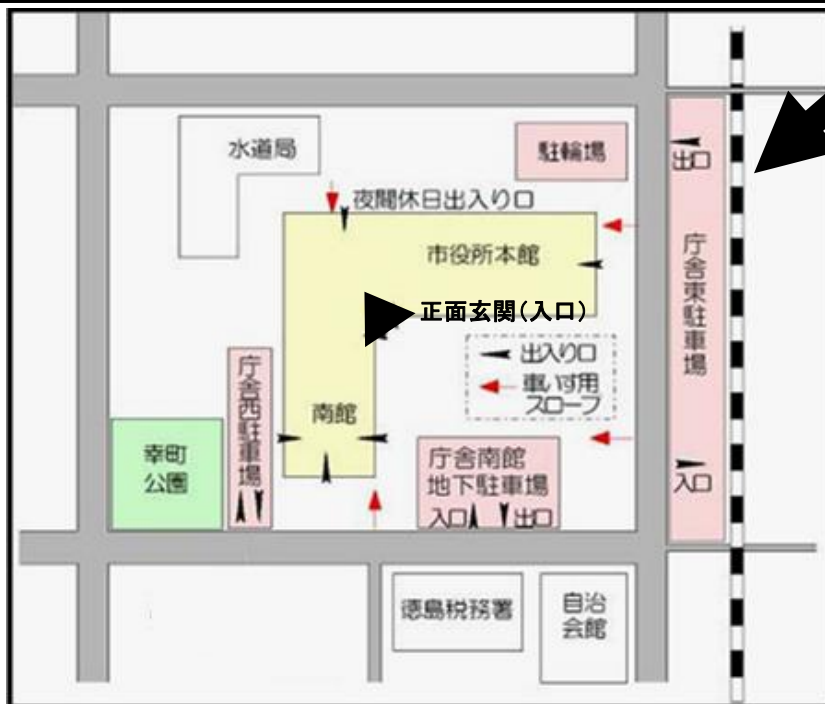 水道局
駐輪場
出口
夜間休日出入り口
市役所本館
庁舎東駐車場
正面玄関(入口)
出入り口
車いす用
スロープ
庁舎西駐車場
南館
幸町
公園
庁舎南館
地下駐車場
入口
出口
入口
徳島税務署
自治
会館